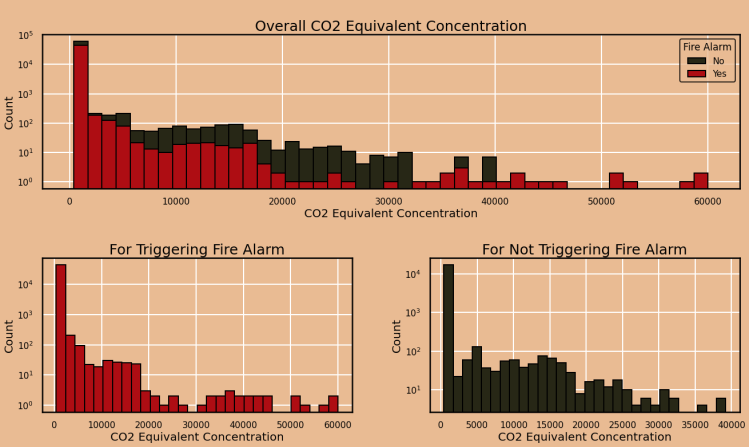 Overall CO2 Equivalent Concentration
10^5
10^4
10^3
10^2
10^1
10^0
Count
Fire Alarm
No
Yes
0 10000 20000 30000 40000 50000 60000
CO2 Equivalent Concentration
For Triggering Fire Alarm
10^4
10^3
10^2
10^1
10^0
Count
0 10000 20000 30000 40000 50000 60000
CO2 Equivalent Concentration
For Not Triggering Fire Alarm
10^4
10^3
10^2
10^1
Count
0 5000 10000 15000 20000 25000 30000 35000 40000
CO2 Equivalent Concentration